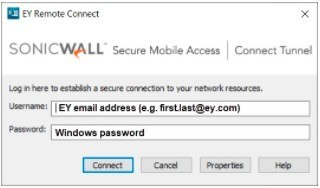 EY Remote Connect
SONICWALL™ Secure Mobile Access | Connect Tunnel
Log in here to establish a secure connection to your network resources.
Username: EY email address (e.g. first.last@ey.com)
Password: Windows password
Connect Cancel Properties Help